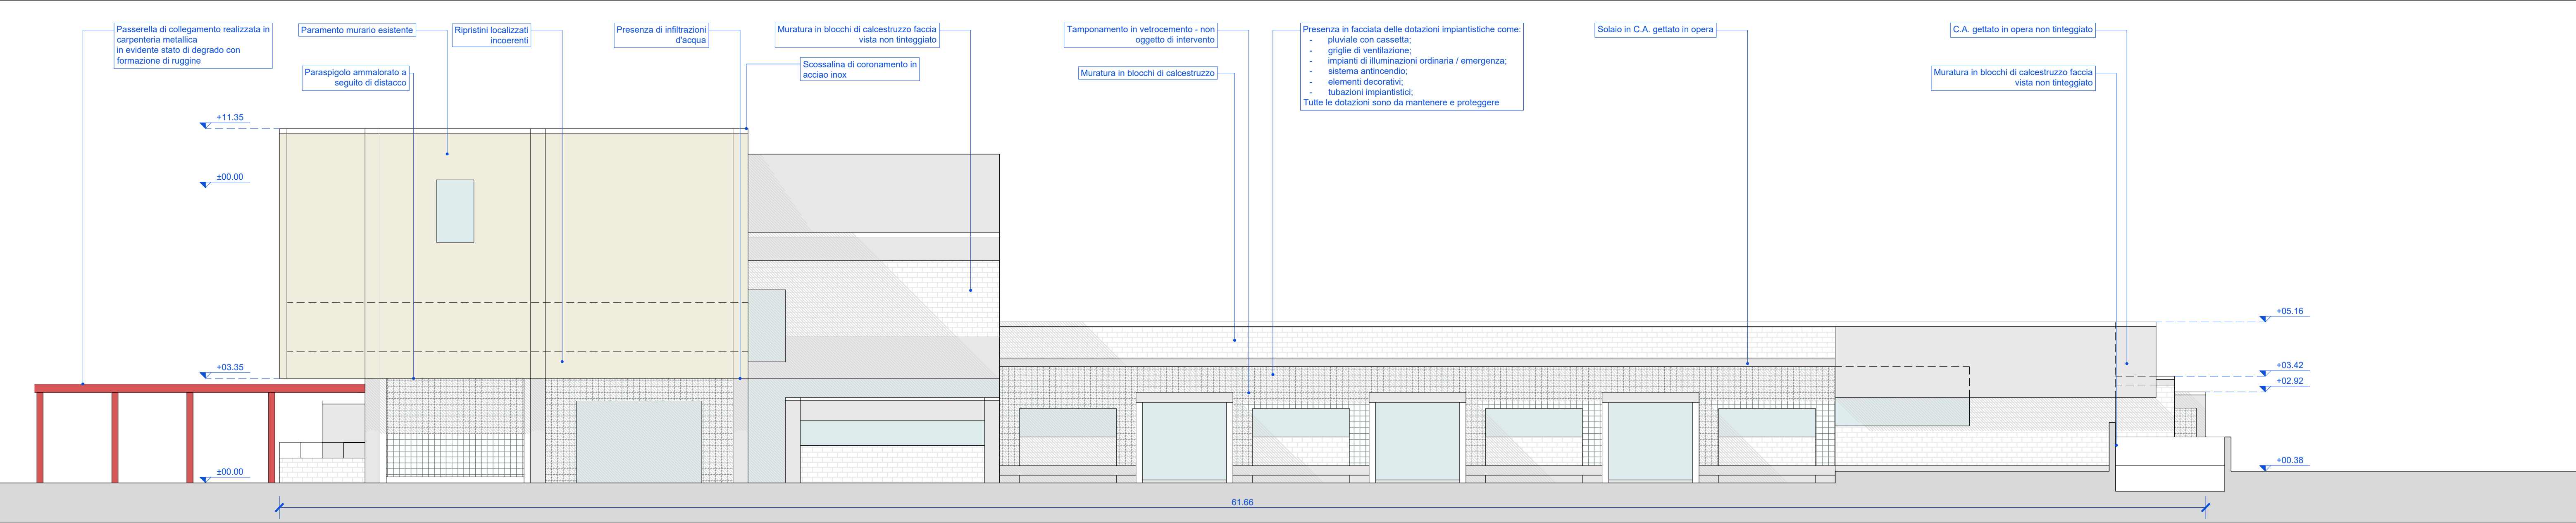 Passerella di collegamento realizzata in
carpenteria metallica
in evidente stato di degrado con
formazione di ruggine
Paramento murario esistente
Paraspigolo ammalorato a
seguito di distacco
Ripristini localizzati
incoerenti
Presenza di infiltrazioni
d'acqua
Muratura in blocchi di calcestruzzo faccia
vista non tinteggiato
Scossalina di coronamento in
acciao inox
Tamponamento in vetrocemento - non
oggetto di intervento
Muratura in blocchi di calcestruzzo
Presenza in facciata delle dotazioni impiantistiche come:
- pluviale con cassetta;
- griglie di ventilazione;
- impianti di illuminazioni ordinaria / emergenza;
- sistema antincendio;
- elementi decorativi;
- tubazioni impiantistici;
Tutte le dotazioni sono da mantenere e proteggere
Solaio in C.A. gettato in opera
C.A. gettato in opera non tinteggiato
Muratura in blocchi di calcestruzzo faccia
vista non tinteggiato
+11.35
±00.00
+03.35
±00.00
+05.16
+03.42
+02.92
+00.38
61.66